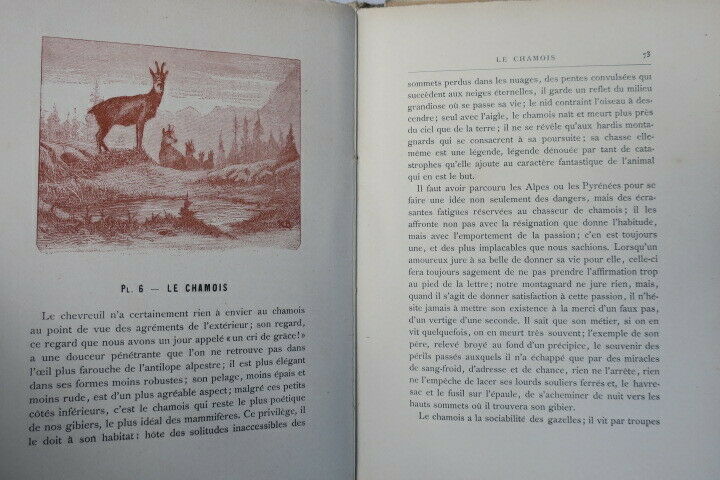 PL. 6 — LE CHAMOIS
Le chevreuil n'a certainement rien à envier au chamois
au point de vue des agréments de l'extérieur ; son regard,
ce regard que nous avons un jour appelé « un cri de grâce ! »
a une douceur pénétrante que l'on ne retrouve pas dans
l'œil plus farouche de l'antilope alpestre ; il est plus élégant
dans ses formes moins robustes ; son pelage, moins épais et
moins rude, est d'un plus agréable aspect ; malgré ces petits
côtés inférieurs, c'est le chamois qui reste le plus poétique
de nos gibiers, le plus idéal des mammifères. Ce privilège, il
le doit à son habitat : hôte des solitudes inaccessibles des
LE CHAMOIS 73
sommets perdus dans les nuages, des pentes convulsées qui
succèdent aux neiges éternelles, il garde un reflet du milieu
grandiose où se passe sa vie ; le nid contraint l'oiseau à des-
cendre ; seul avec l'aigle, le chamois naît et meurt plus près
du ciel que de la terre ; il ne se révèle qu'aux hardis monta-
gnards qui se consacrent à sa poursuite ; sa chasse elle-
même est une légende, légende dénouée par tant de cata-
strophes qu'elle ajoute au caractère fantastique de l'animal
qui en est le but.
Il faut avoir parcouru les Alpes ou les Pyrénées pour se
faire une idée non seulement des dangers, mais des écra-
santes fatigues réservées au chasseur de chamois ; il les
affronte non pas avec la résignation que donne l'habitude,
mais avec l'emportement de la passion ; c'en est toujours
une, et des plus implacables que nous sachions. Lorsqu'un
amoureux jure à sa belle de donner sa vie pour elle, celle-ci
fera toujours sagement de ne pas prendre l'affirmation trop
au pied de la lettre ; notre montagnard ne jure rien, mais,
quand il s'agit de donner satisfaction à cette passion, il n'hé-
site jamais à mettre son existence à la merci d'un faux pas,
d'un vertige d'une seconde. Il sait que son métier, si on en
vit quelquefois, on en meurt très souvent ; l'exemple de son
père, relevé broyé au fond d'un précipice, le souvenir des
périls passés auxquels il n'a échappé que par des miracles
de sang-froid, d'adresse et de chance, rien ne l'arrête, rien
ne l'empêche de lacer ses lourds souliers ferrés et, le havre-
sac et le fusil sur l'épaule, de s'acheminer de nuit vers les
hauts sommets où il trouvera son gibier.
Le chamois a la sociabilité des gazelles ; il vit par troupes